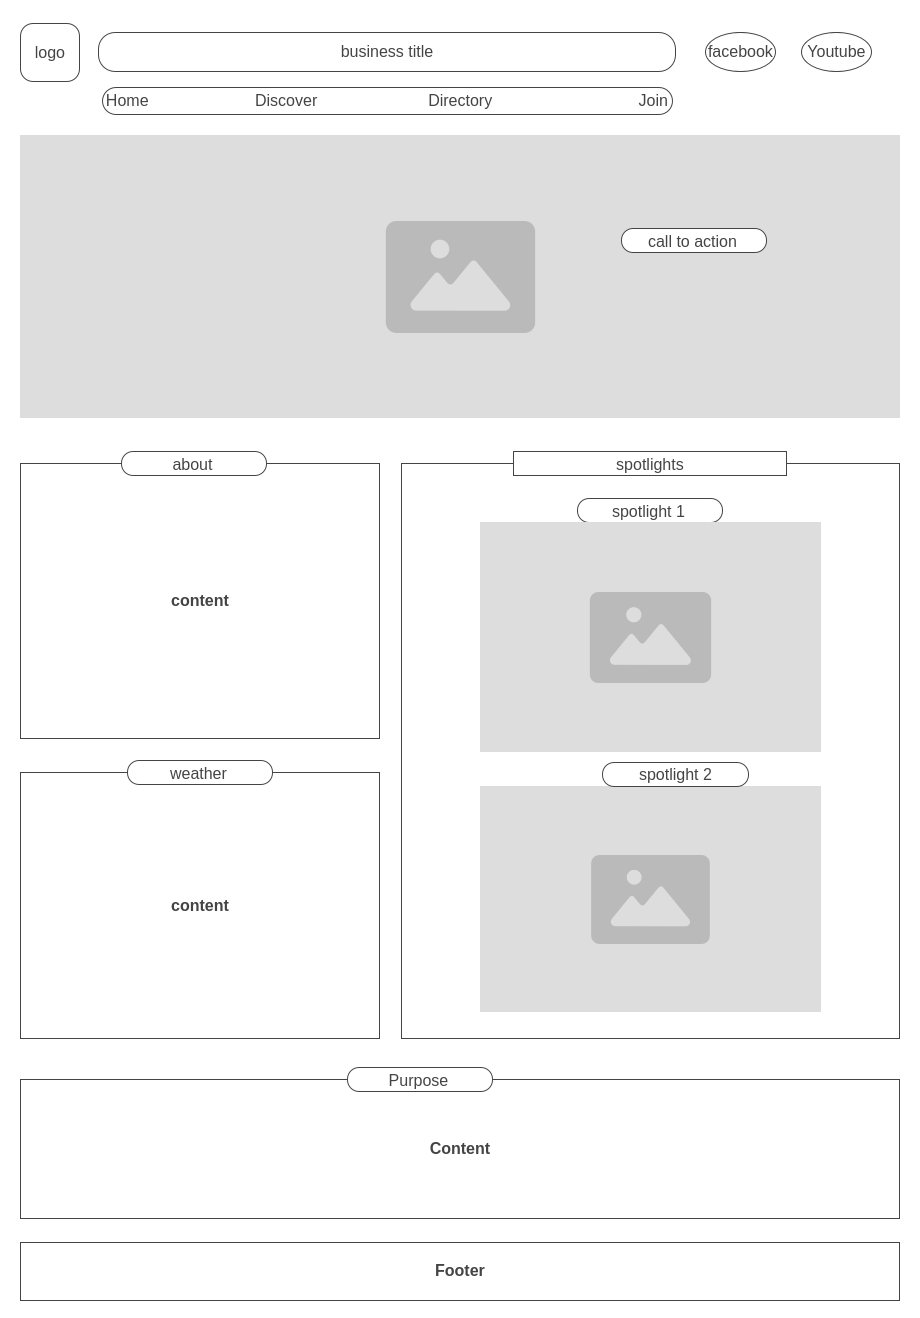 logo
business title
facebook
Youtube
Home Discover Directory Join
call to action
about
content
weather
content
spotlights
spotlight 1
spotlight 2
Purpose
Content
Footer